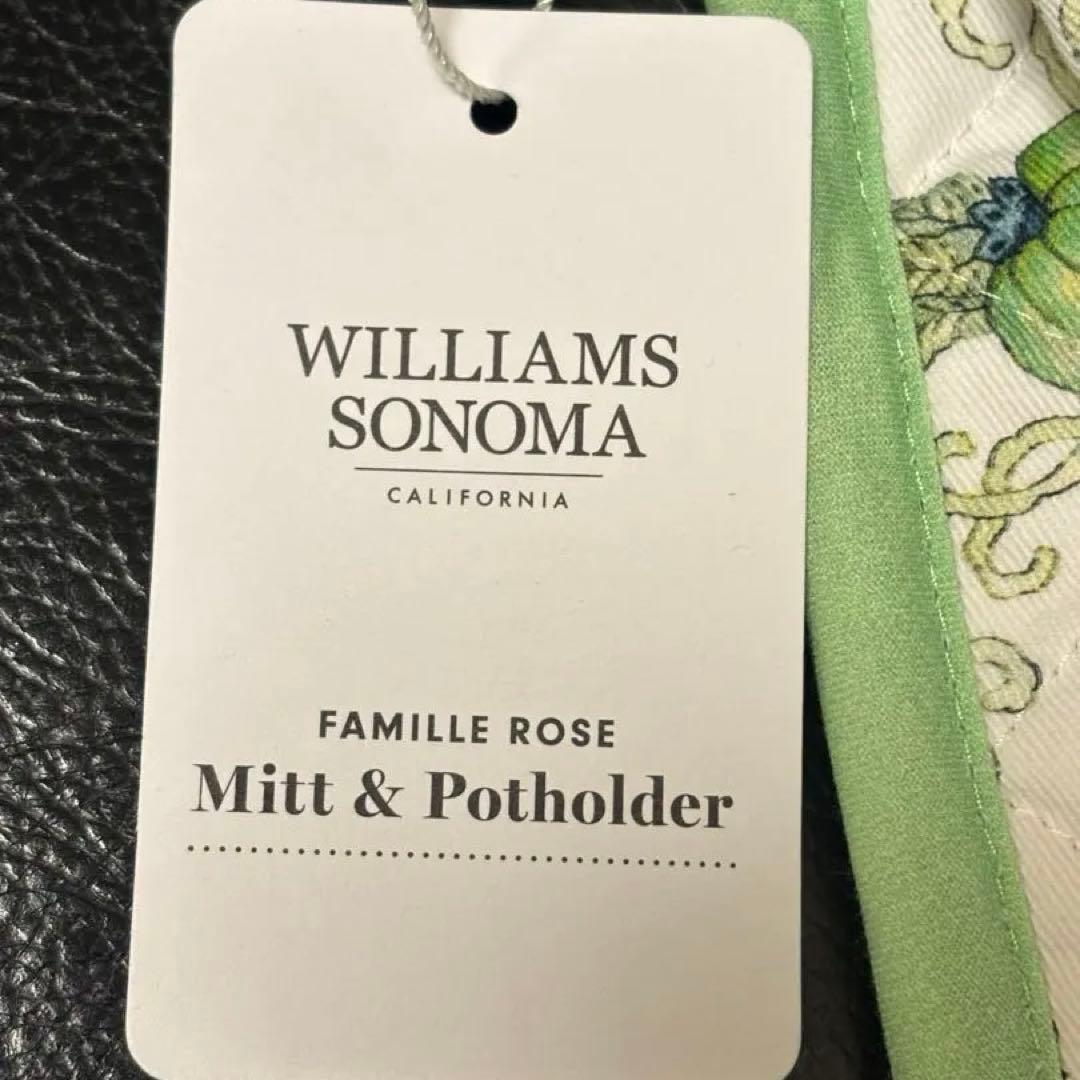 WILLIAMS
SONOMA
CALIFORNIA
FAMILLE ROSE
Mitt & Potholder